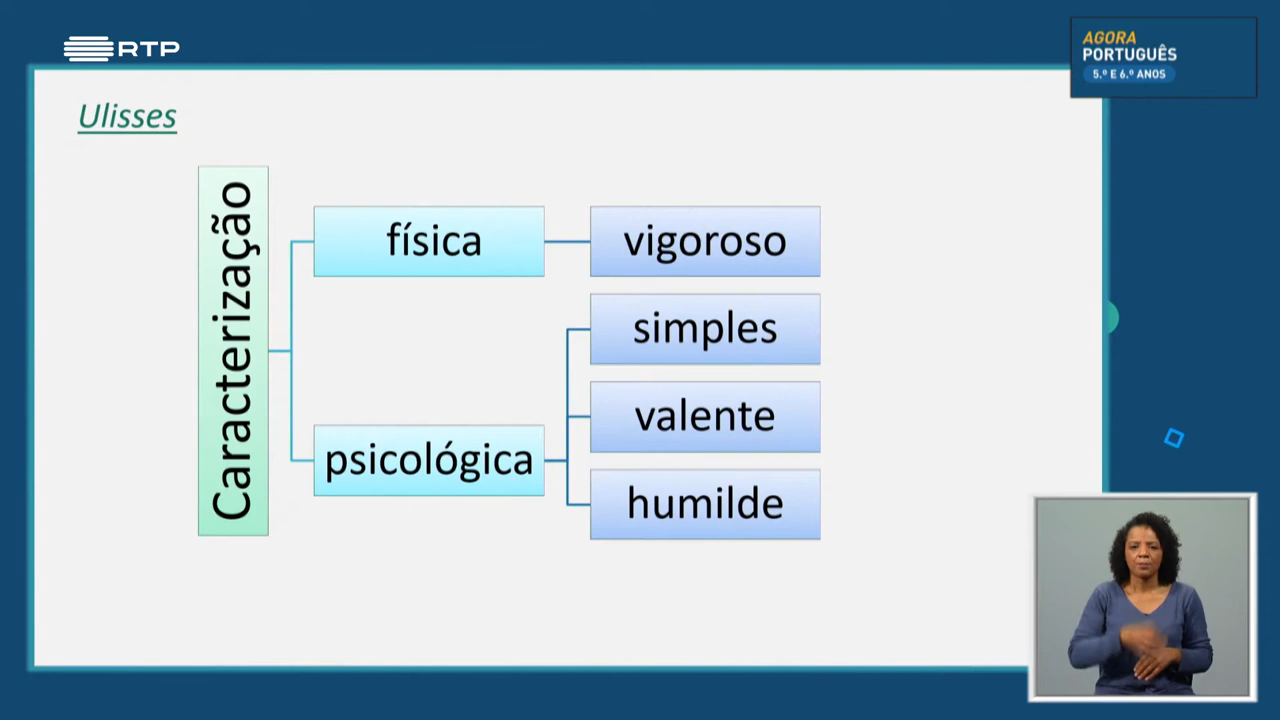 RTP
AGORA
PORTUGUÊS
5.º E 6.º ANOS
Ulisses
Caracterização
física
vigoroso
simples
valente
psicológica
humilde